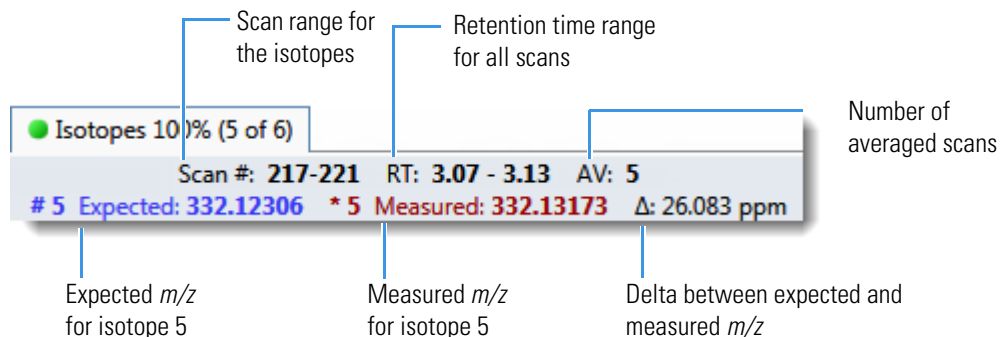 Scan range for
the isotopes
Retention time range
for all scans
Number of
averaged scans
Isotopes 100% (5 of 6)
Scan #: 217-221 RT: 3.07 - 3.13 AV: 5
# 5 Expected: 332.12306 * 5 Measured: 332.13173 Δ: 26.083 ppm
Expected m/z
for isotope 5
Measured m/z
for isotope 5
Delta between expected and
measured m/z